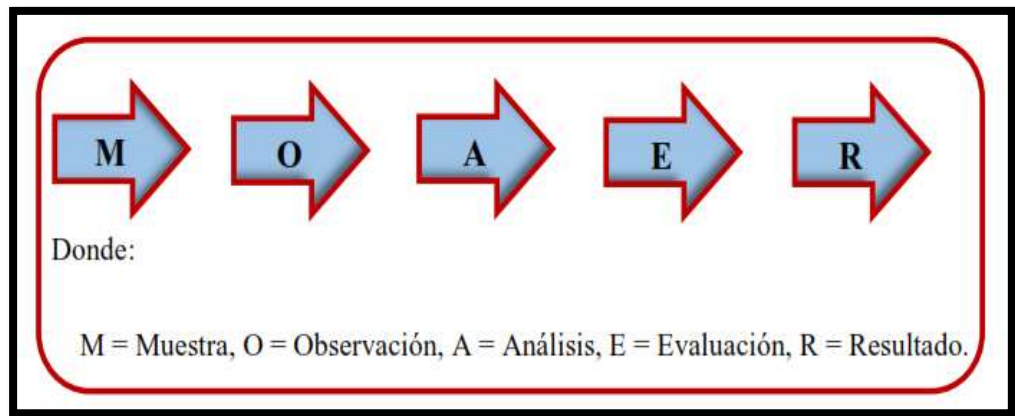 M O A E R
Donde:
M = Muestra, O = Observación, A = Análisis, E = Evaluación, R = Resultado.